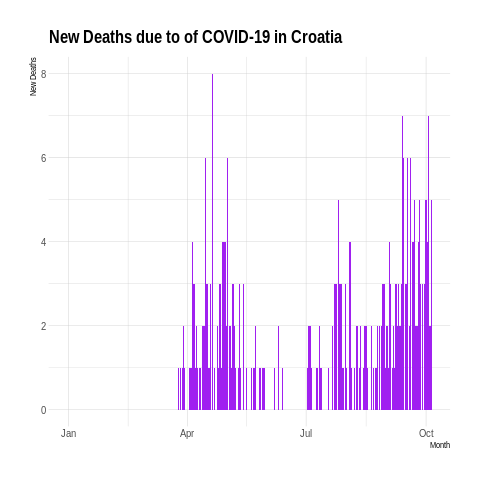 New Deaths due to of COVID-19 in Croatia
New Deaths
8
6
4
2
0
Jan Apr Jul Oct
Month